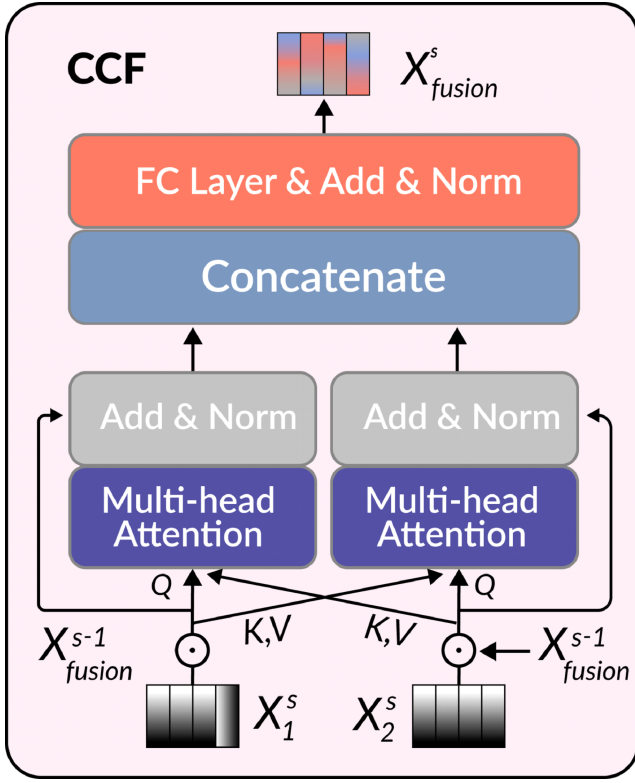 CCF
X^s_fusion
FC Layer & Add & Norm
Concatenate
Add & Norm
Add & Norm
Multi-head
Attention
Multi-head
Attention
Q
Q
K,V
K,V
X^{s-1}_fusion
X^{s-1}_fusion
X^s_1
X^s_2